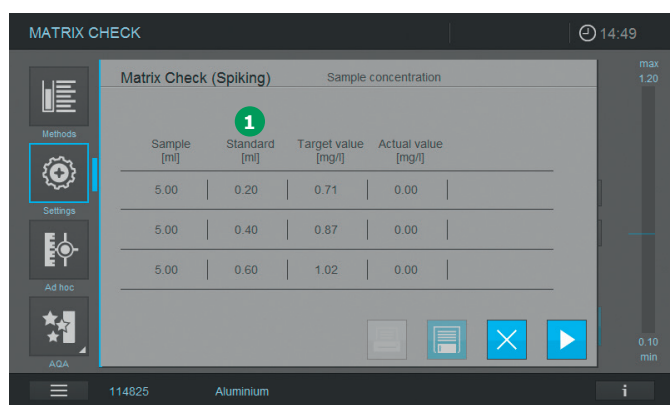 MATRIX CHECK 14:49
Matrix Check (Spiking) Sample concentration
max
1.20
1
Methods
Sample Standard Target value Actual value
[ml] [ml] [mg/l] [mg/l]
5.00 0.20 0.71 0.00
Settings
5.00 0.40 0.87 0.00
5.00 0.60 1.02 0.00
Ad hoc
AQA
0.10
min
114825 Aluminium i